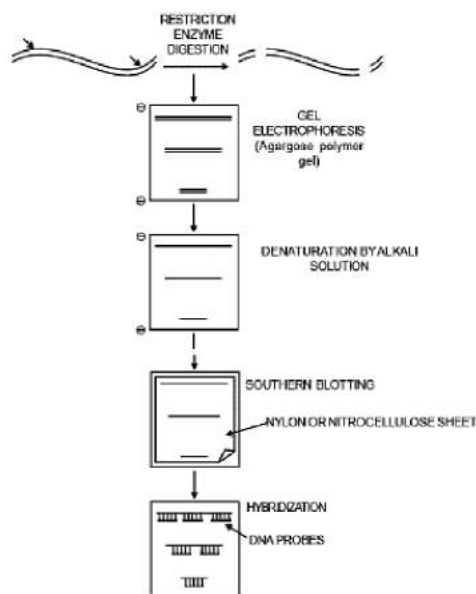 RESTRICTION
ENZYME
DIGESTION
GEL
ELECTROPHORESIS
(Agargose polymer
gel)
DENATURATION BY ALKALI
SOLUTION
SOUTHERN BLOTTING
NYLON OR NITROCELLULOSE SHEET
HYBRIDIZATION
DNA PROBES